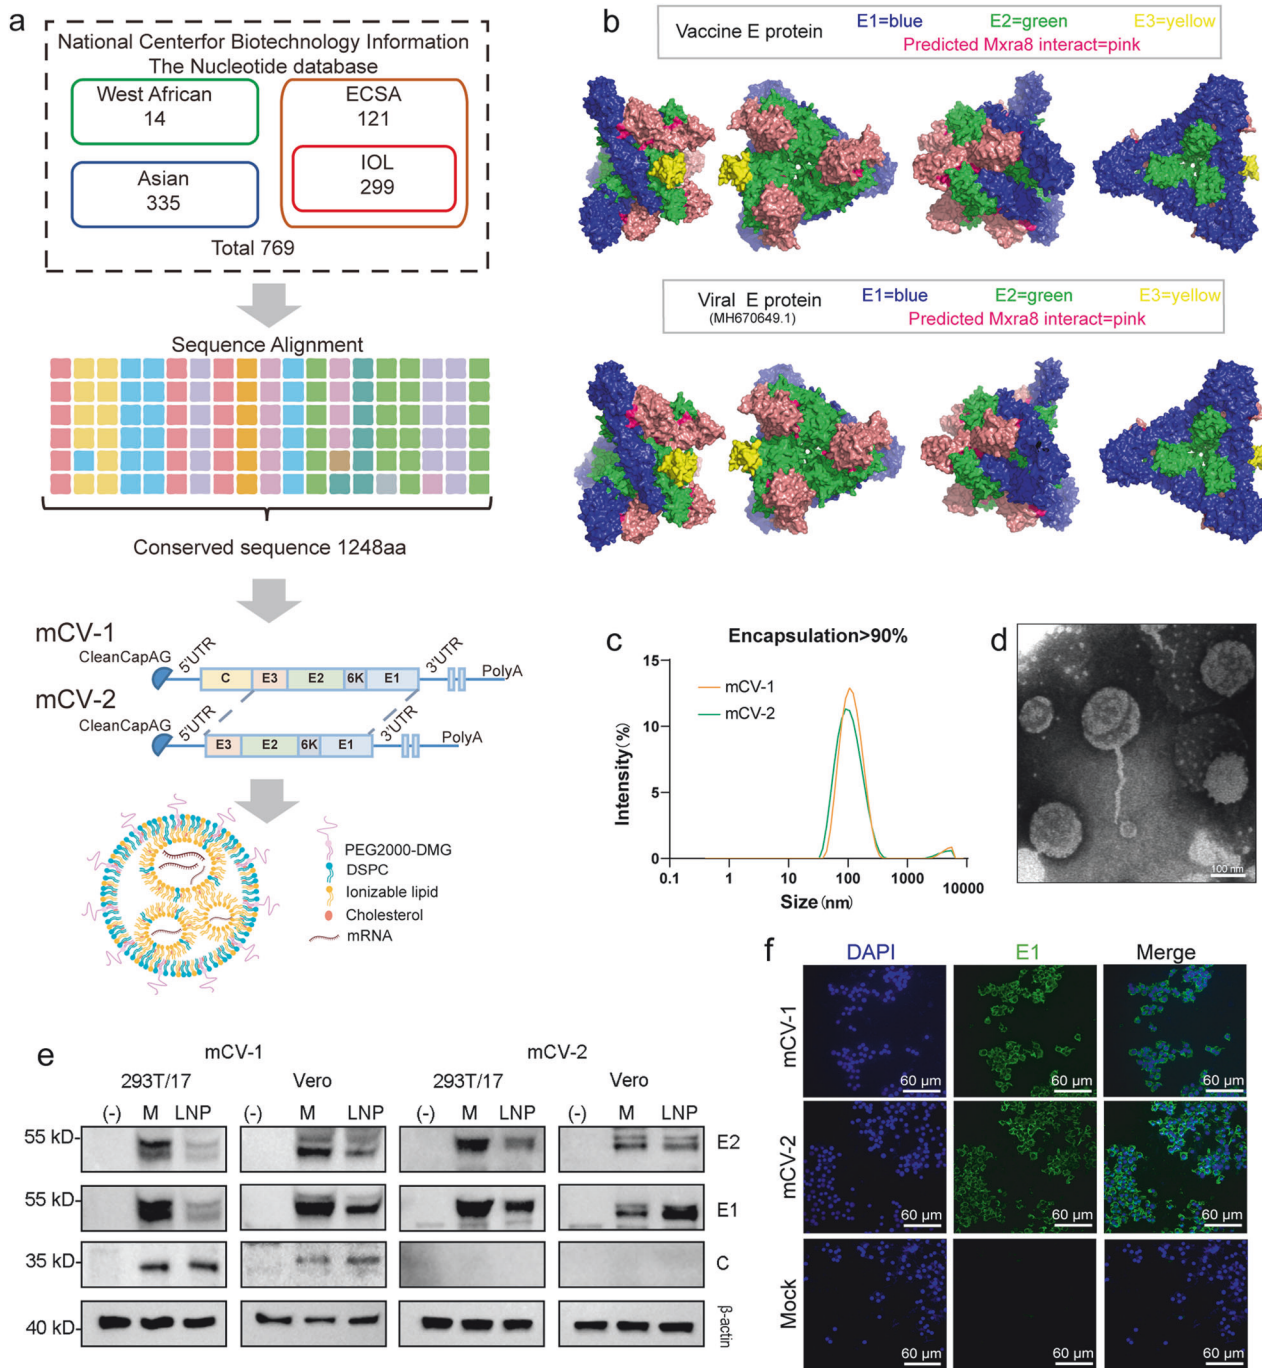 a
National Centerfor Biotechnology Information
The Nucleotide database
West African
14
ECSA
121
Asian
335
IOL
299
Total 769
Sequence Alignment
Conserved sequence 1248aa
mCV-1
CleanCapAG
5'UTR
C
E3
E2
6K
E1
3'UTR
PolyA
mCV-2
CleanCapAG
5'UTR
E3
E2
6K
E1
3'UTR
PolyA
PEG2000-DMG
DSPC
Ionizable lipid
Cholesterol
mRNA
b
Vaccine E protein
E1=blue
E2=green
E3=yellow
Predicted Mxra8 interact=pink
Viral E protein
(MH670649.1)
E1=blue
E2=green
E3=yellow
Predicted Mxra8 interact=pink
c
Encapsulation>90%
Intensity(%)
15
10
5
0
mCV-1
mCV-2
0.1
1
10
100
1000
10000
Size(nm)
d
100 nm
e
mCV-1
mCV-2
293T/17
Vero
293T/17
Vero
(-) M LNP
(-) M LNP
(-) M LNP
(-) M LNP
55 kD
E2
55 kD
E1
35 kD
C
40 kD
β-actin
f
DAPI
E1
Merge
mCV-1
60 μm
60 μm
60 μm
mCV-2
60 μm
60 μm
60 μm
Mock
60 μm
60 μm
60 μm